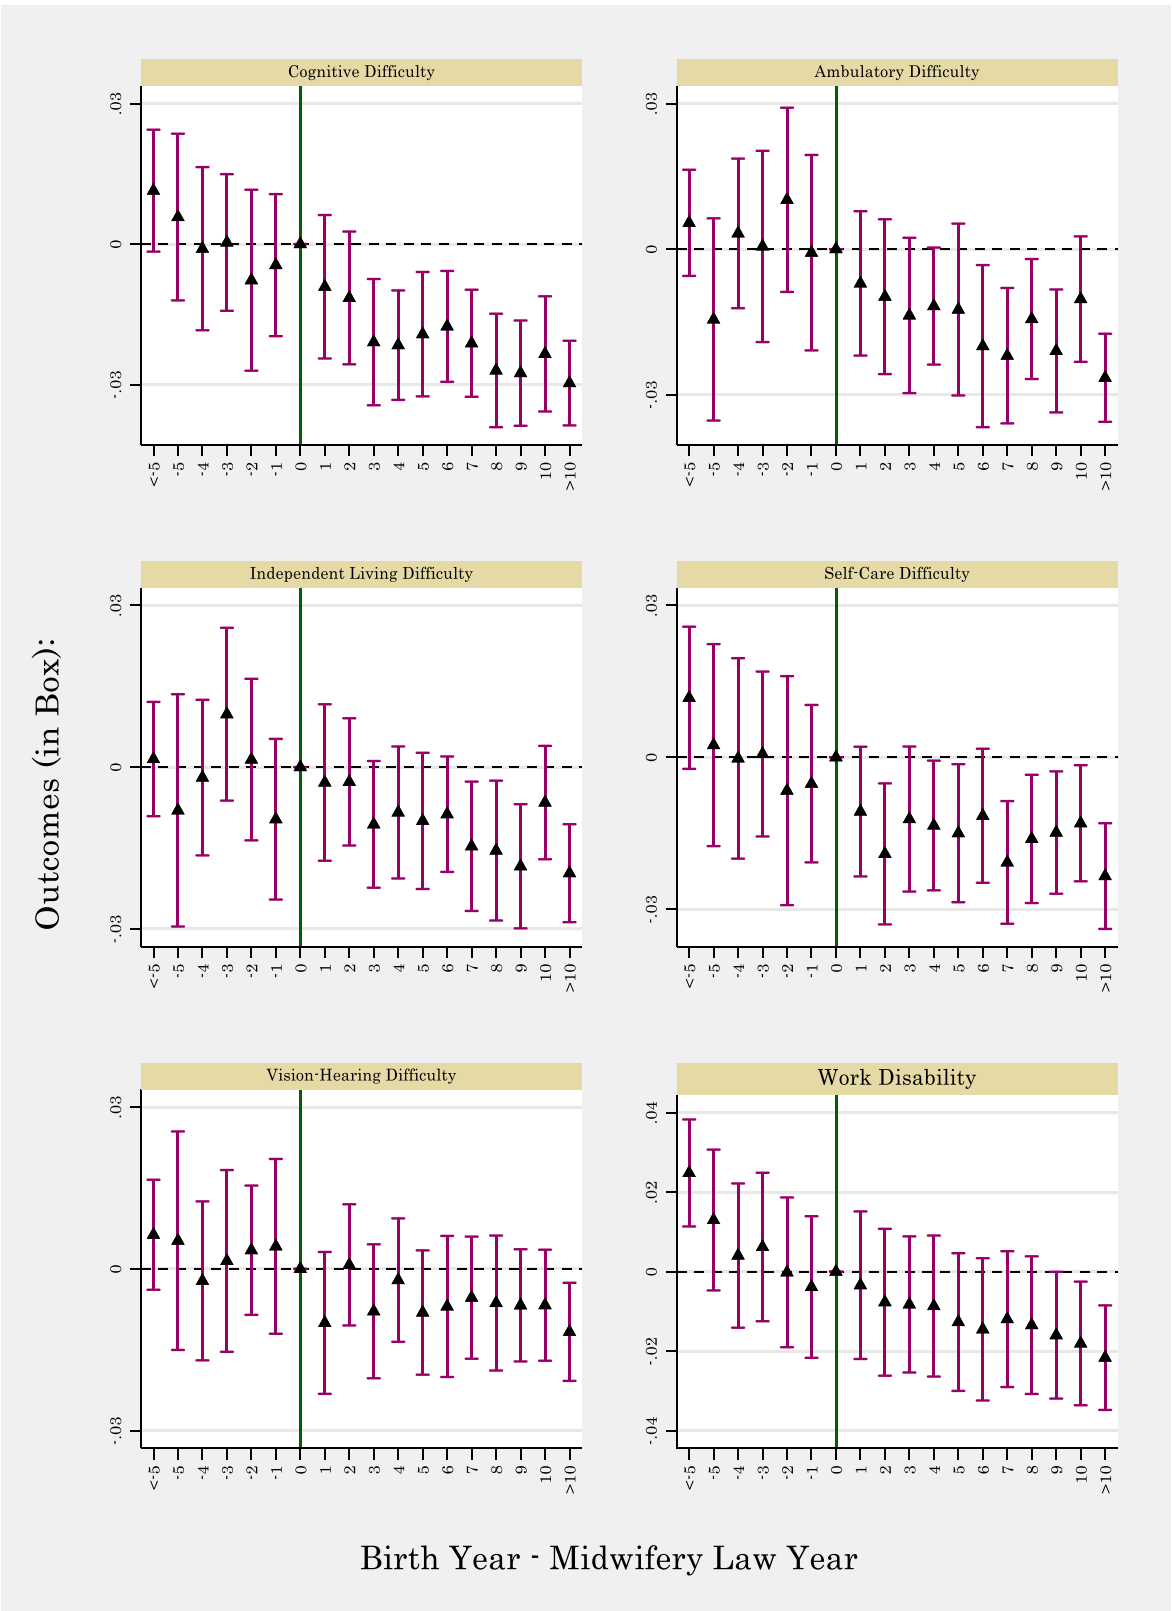 Cognitive Difficulty
.03
0
-.03
<-5 -5 -4 -3 -2 -1 0 1 2 3 4 5 6 7 8 9 10 >10
Ambulatory Difficulty
.03
0
-.03
<-5 -5 -4 -3 -2 -1 0 1 2 3 4 5 6 7 8 9 10 >10
Outcomes (in Box):
Independent Living Difficulty
.03
0
-.03
<-5 -5 -4 -3 -2 -1 0 1 2 3 4 5 6 7 8 9 10 >10
Self-Care Difficulty
.03
0
-.03
<-5 -5 -4 -3 -2 -1 0 1 2 3 4 5 6 7 8 9 10 >10
Vision-Hearing Difficulty
.03
0
-.03
<-5 -5 -4 -3 -2 -1 0 1 2 3 4 5 6 7 8 9 10 >10
Work Disability
.04
.02
0
-.02
-.04
<-5 -5 -4 -3 -2 -1 0 1 2 3 4 5 6 7 8 9 10 >10
Birth Year - Midwifery Law Year